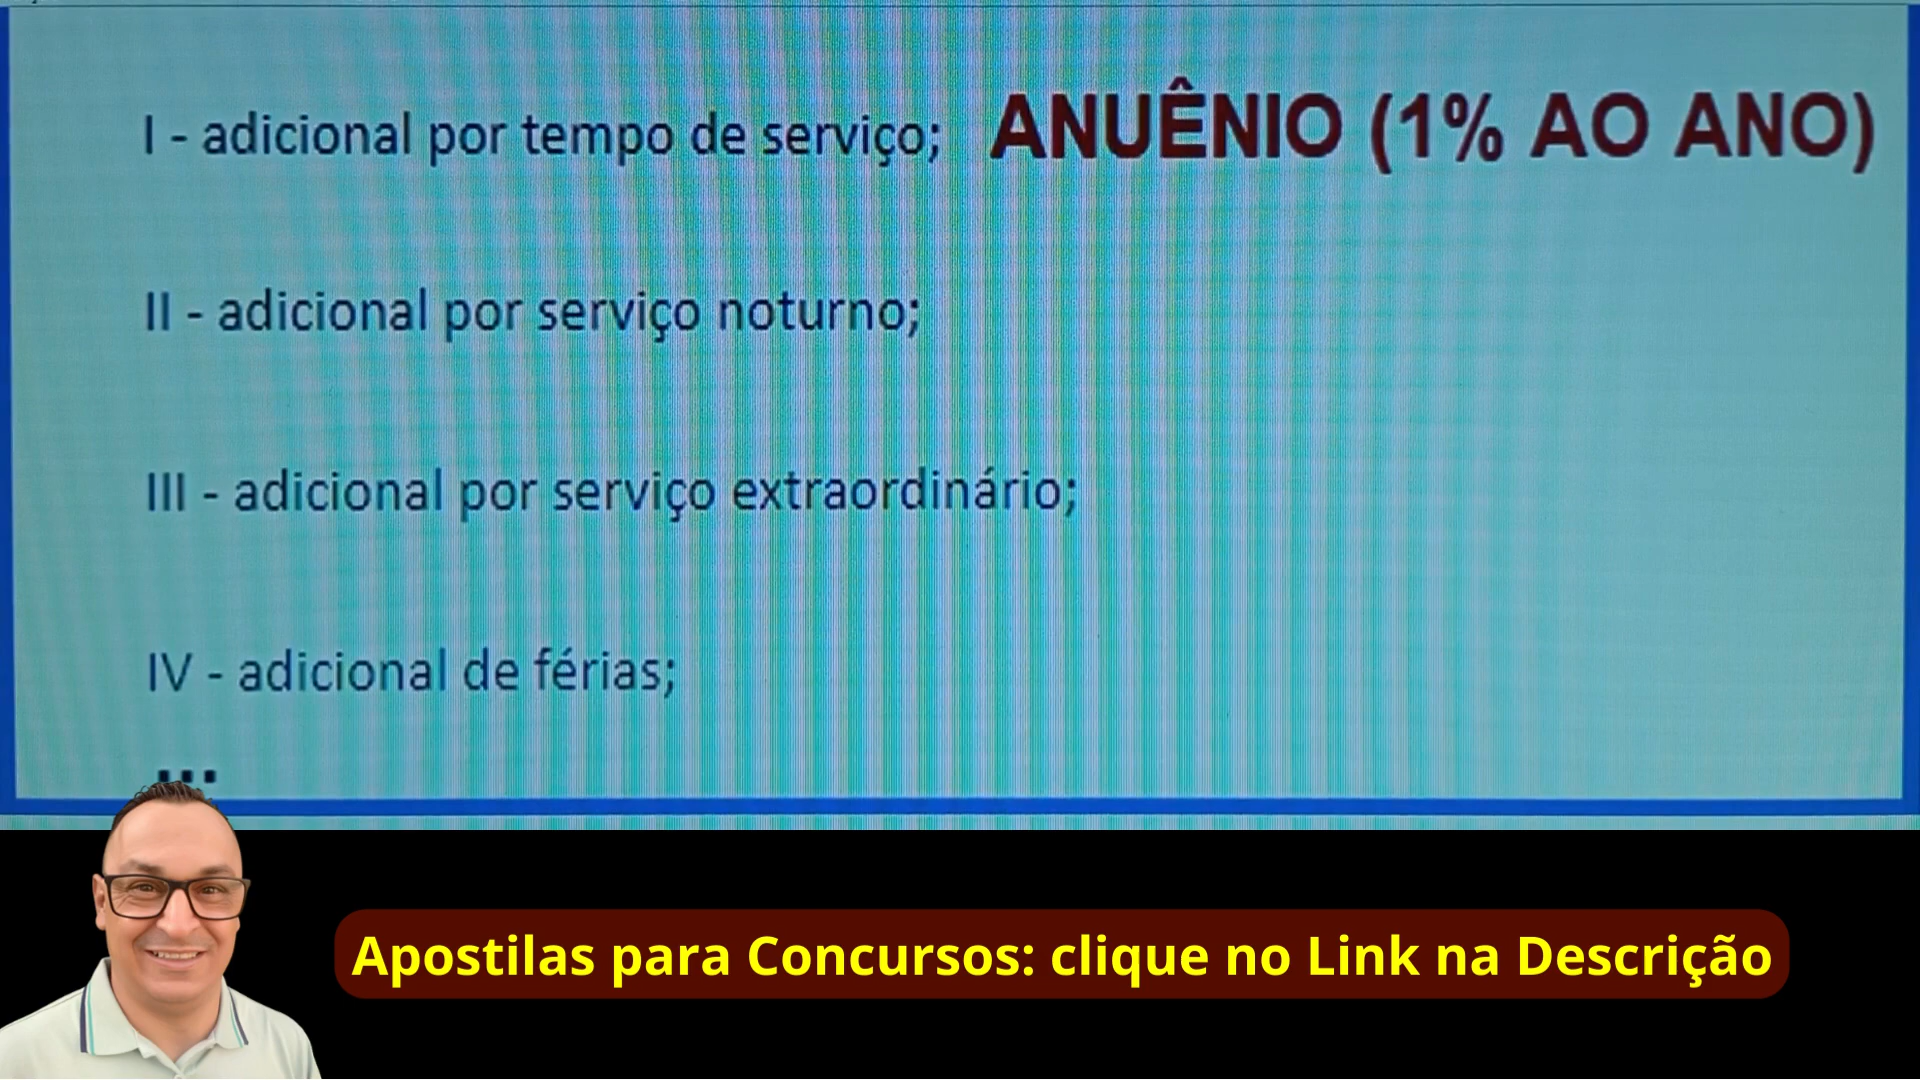 I - adicional por tempo de serviço; ANUÊNIO (1% AO ANO)
II - adicional por serviço noturno;
III - adicional por serviço extraordinário;
IV - adicional de férias;
...
Apostilas para Concursos: clique no Link na Descrição